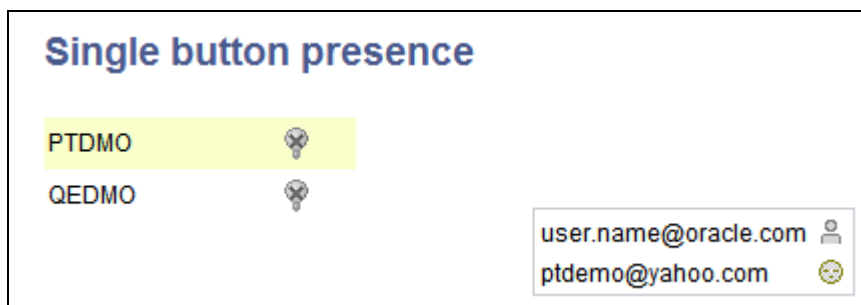 Single button presence
PTDMO
QEDMO
user.name@oracle.com
ptdemo@yahoo.com